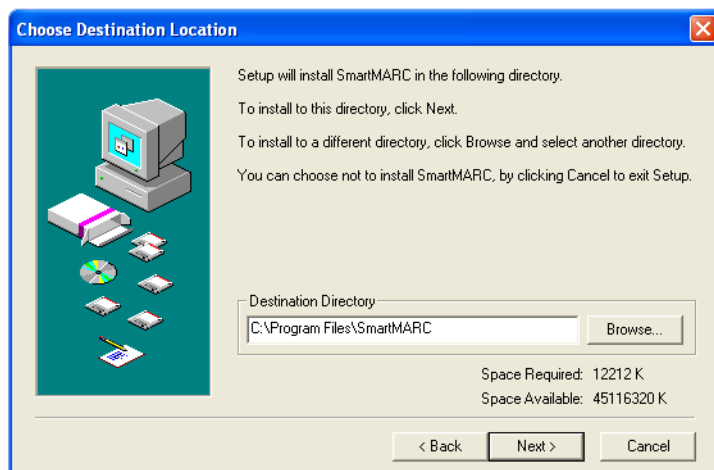 Choose Destination Location
Setup will install SmartMARC in the following directory.
To install to this directory, click Next.
To install to a different directory, click Browse and select another directory.
You can choose not to install SmartMARC, by clicking Cancel to exit Setup.
Destination Directory
C:\Program Files\SmartMARC
Browse...
Space Required: 12212 K
Space Available: 45116320 K
< Back
Next >
Cancel